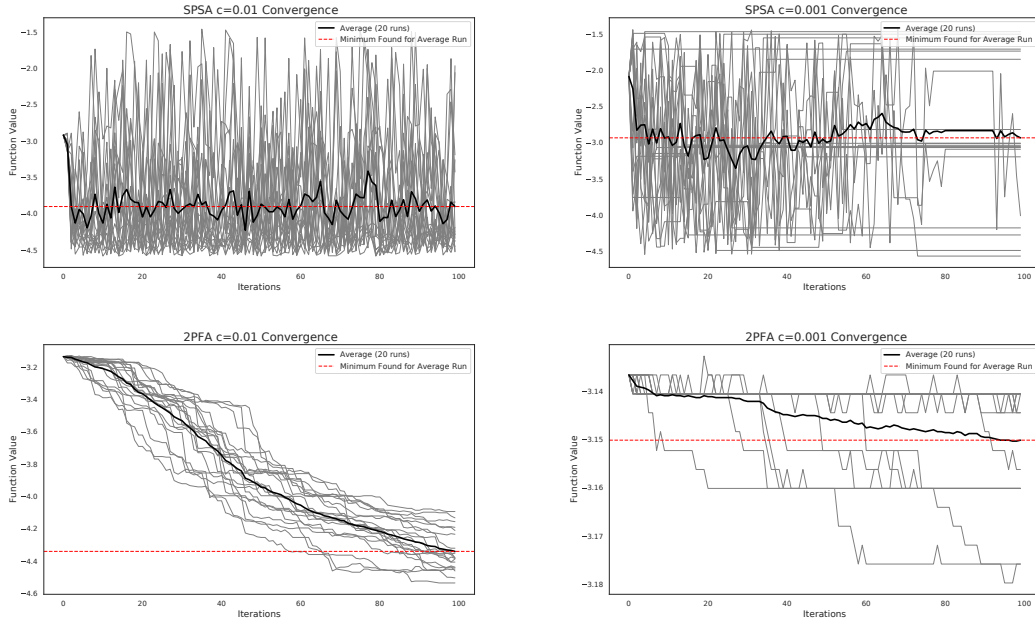 SPSA c=0.01 Convergence
Average (20 runs)
Minimum Found for Average Run
Function Value
−1.5
−2.0
−2.5
−3.0
−3.5
−4.0
−4.5
0 20 40 60 80 100
Iterations
SPSA c=0.001 Convergence
Average (20 runs)
Minimum Found for Average Run
Function Value
−1.5
−2.0
−2.5
−3.0
−3.5
−4.0
−4.5
0 20 40 60 80 100
Iterations
2PFA c=0.01 Convergence
Average (20 runs)
Minimum Found for Average Run
Function Value
−3.2
−3.4
−3.6
−3.8
−4.0
−4.2
−4.4
−4.6
0 20 40 60 80 100
Iterations
2PFA c=0.001 Convergence
Average (20 runs)
Minimum Found for Average Run
Function Value
−3.14
−3.15
−3.16
−3.17
−3.18
0 20 40 60 80 100
Iterations